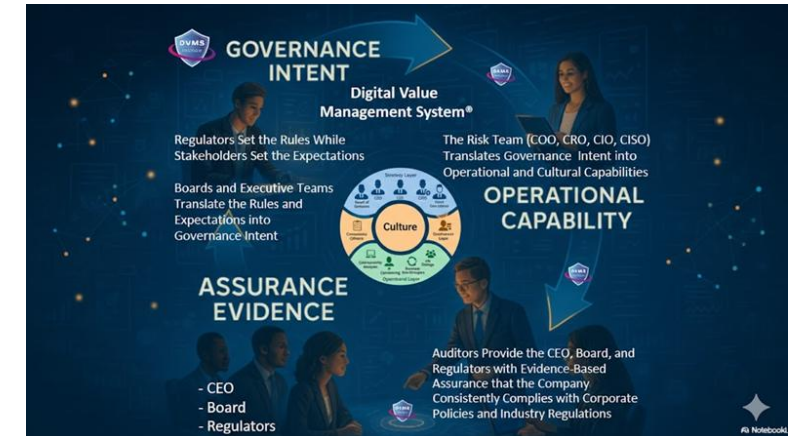 DVMS
GOVERNANCE
INTENT
Digital Value
Management System®
Regulators Set the Rules While
Stakeholders Set the Expectations
Boards and Executive Teams
Translate the Rules and
Expectations into
Governance Intent
The Risk Team (COO, CRO, CIO, CISO)
Translates Governance Intent into
Operational and Cultural Capabilities
OPERATIONAL
CAPABILITY
Culture
Operational Layer
ASSURANCE
EVIDENCE
- CEO
- Board
- Regulators
Auditors Provide the CEO, Board, and
Regulators with Evidence-Based
Assurance that the Company
Consistently Complies with Corporate
Policies and Industry Regulations